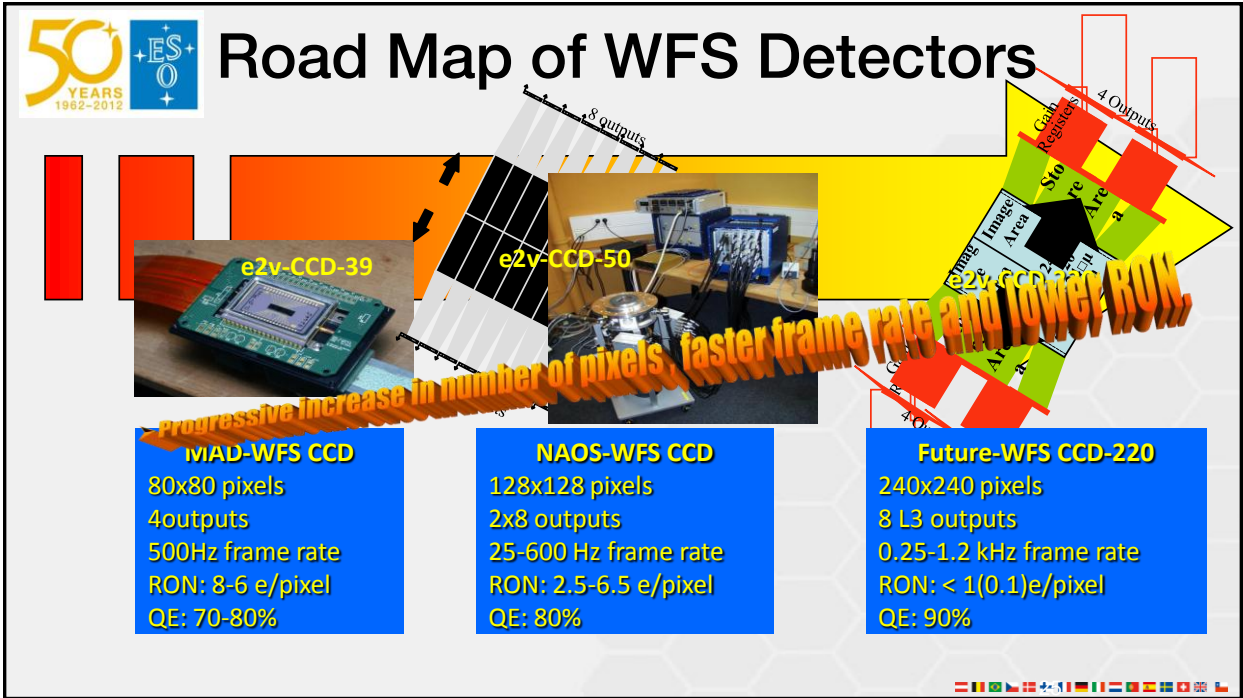 50
YEARS
1962–2012
ES
O
Road Map of WFS Detectors
8 outputs
4 Outputs
Gain
Registers
Image
Area
e2v-CCD-39
e2v-CCD-50
e2v-CCD-220
Progressive increase in number of pixels , faster frame rate and lower RON.
MAD-WFS CCD
80x80 pixels
4outputs
500Hz frame rate
RON: 8-6 e/pixel
QE: 70-80%
NAOS-WFS CCD
128x128 pixels
2x8 outputs
25-600 Hz frame rate
RON: 2.5-6.5 e/pixel
QE: 80%
Future-WFS CCD-220
240x240 pixels
8 L3 outputs
0.25-1.2 kHz frame rate
RON: < 1(0.1)e/pixel
QE: 90%